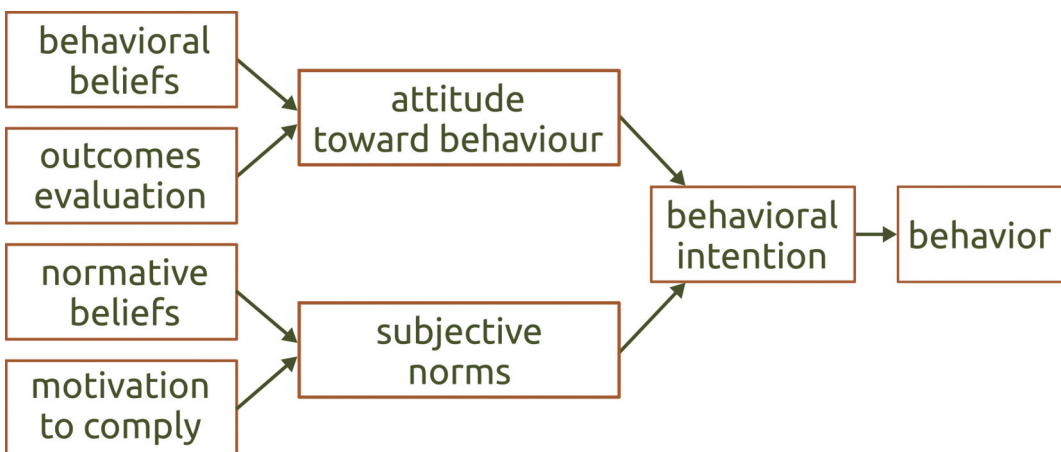 behavioral
beliefs
outcomes
evaluation
normative
beliefs
motivation
to comply
attitude
toward behaviour
subjective
norms
behavioral
intention
behavior